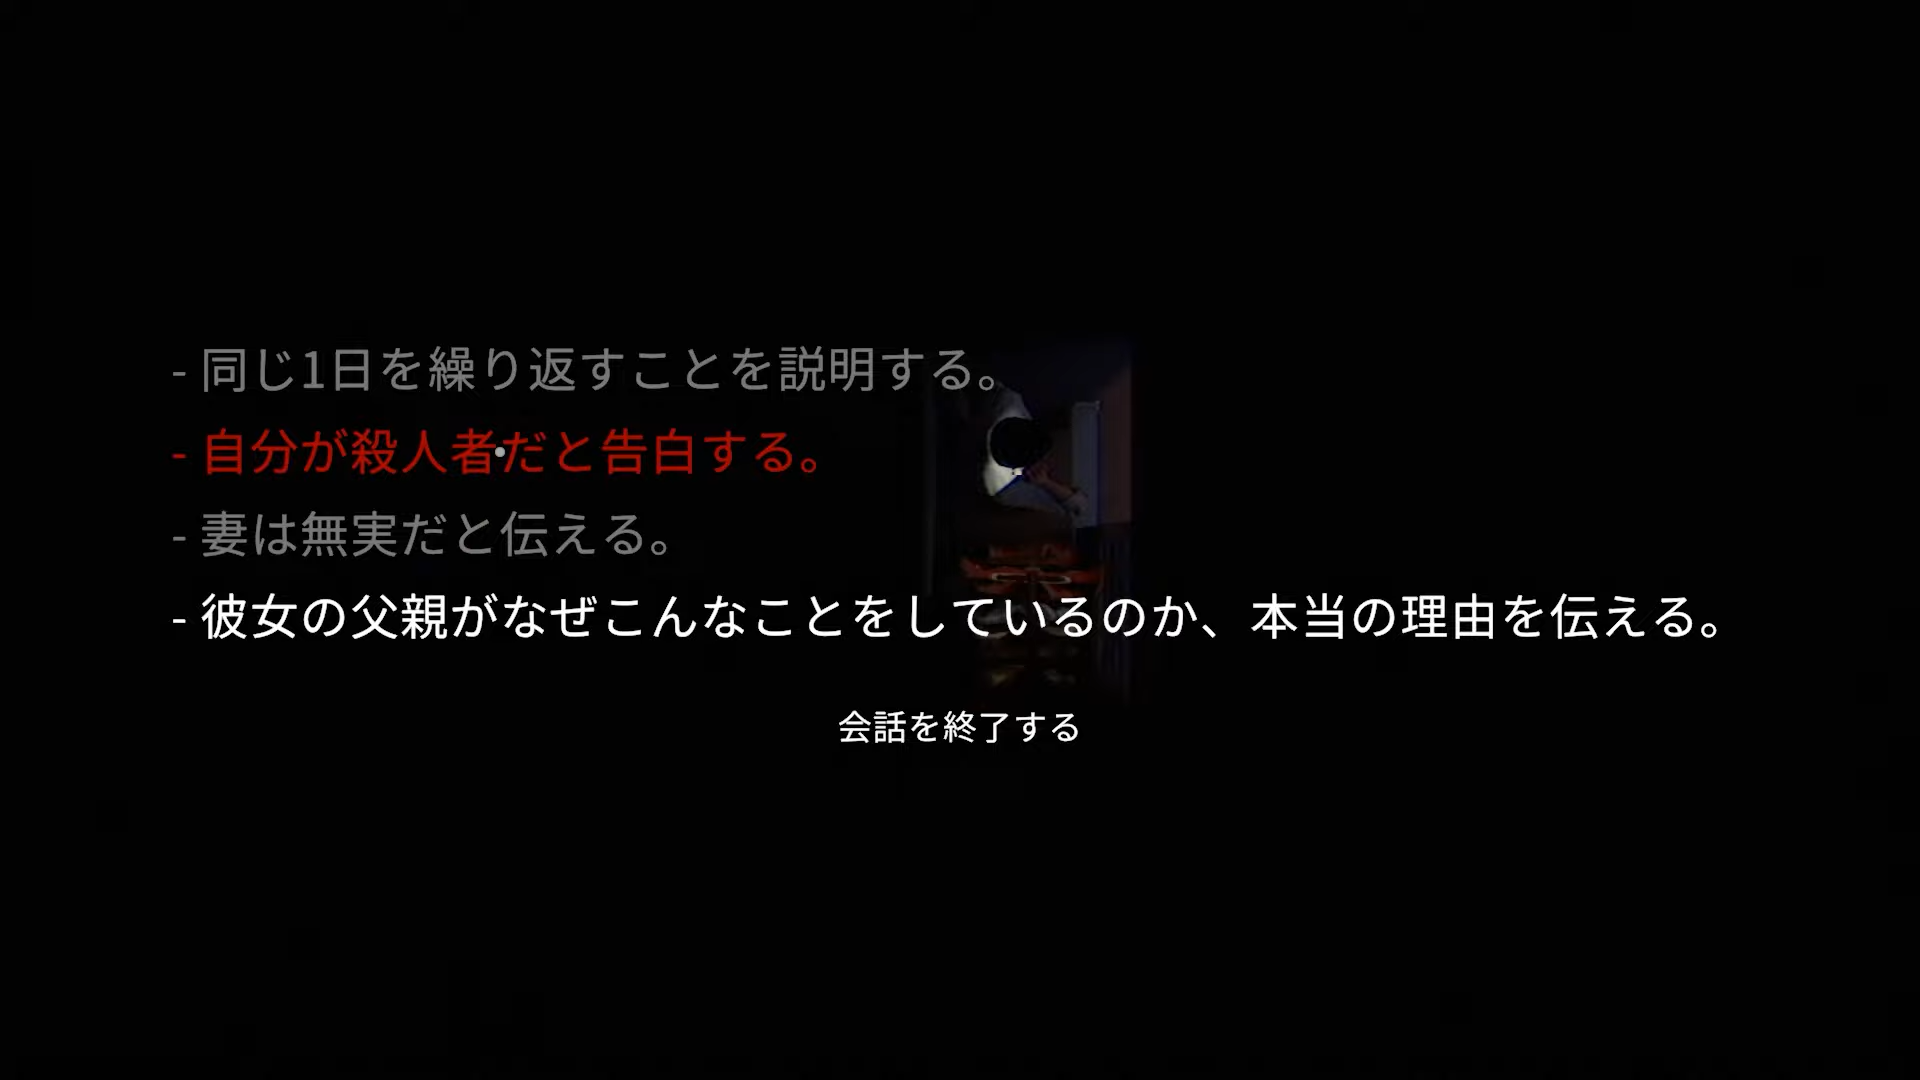 - 同じ1日を繰り返すことを説明する。
- 自分が殺人者だと告白する。
- 妻は無実だと伝える。
- 彼女の父親がなぜこんなことをしているのか、本当の理由を伝える。
会話を終了する